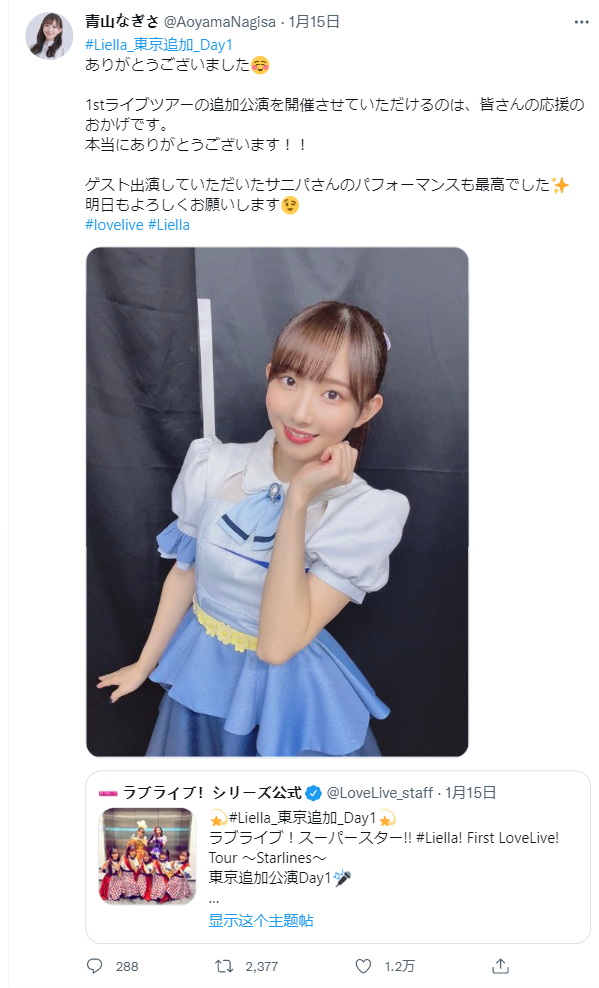 青山なぎさ @AoyamaNagisa · 1月15日
#Liella_東京追加_Day1
ありがとうございました☺️
1stライブツアーの追加公演を開催させていただけるのは、皆さんの応援の
おかげです。
本当にありがとうございます！！
ゲスト出演していただいたサニパさんのパフォーマンスも最高でした✨
明日もよろしくお願いします😉
#lovelive #Liella
ラブライブ！シリーズ公式 @LoveLive_staff · 1月15日
💫#Liella_東京追加_Day1💫
ラブライブ！スーパースター!! #Liella! First LoveLive!
Tour ～Starlines～
東京追加公演Day1🎤
...
显示这个主题帖
288 2,377 1.2万